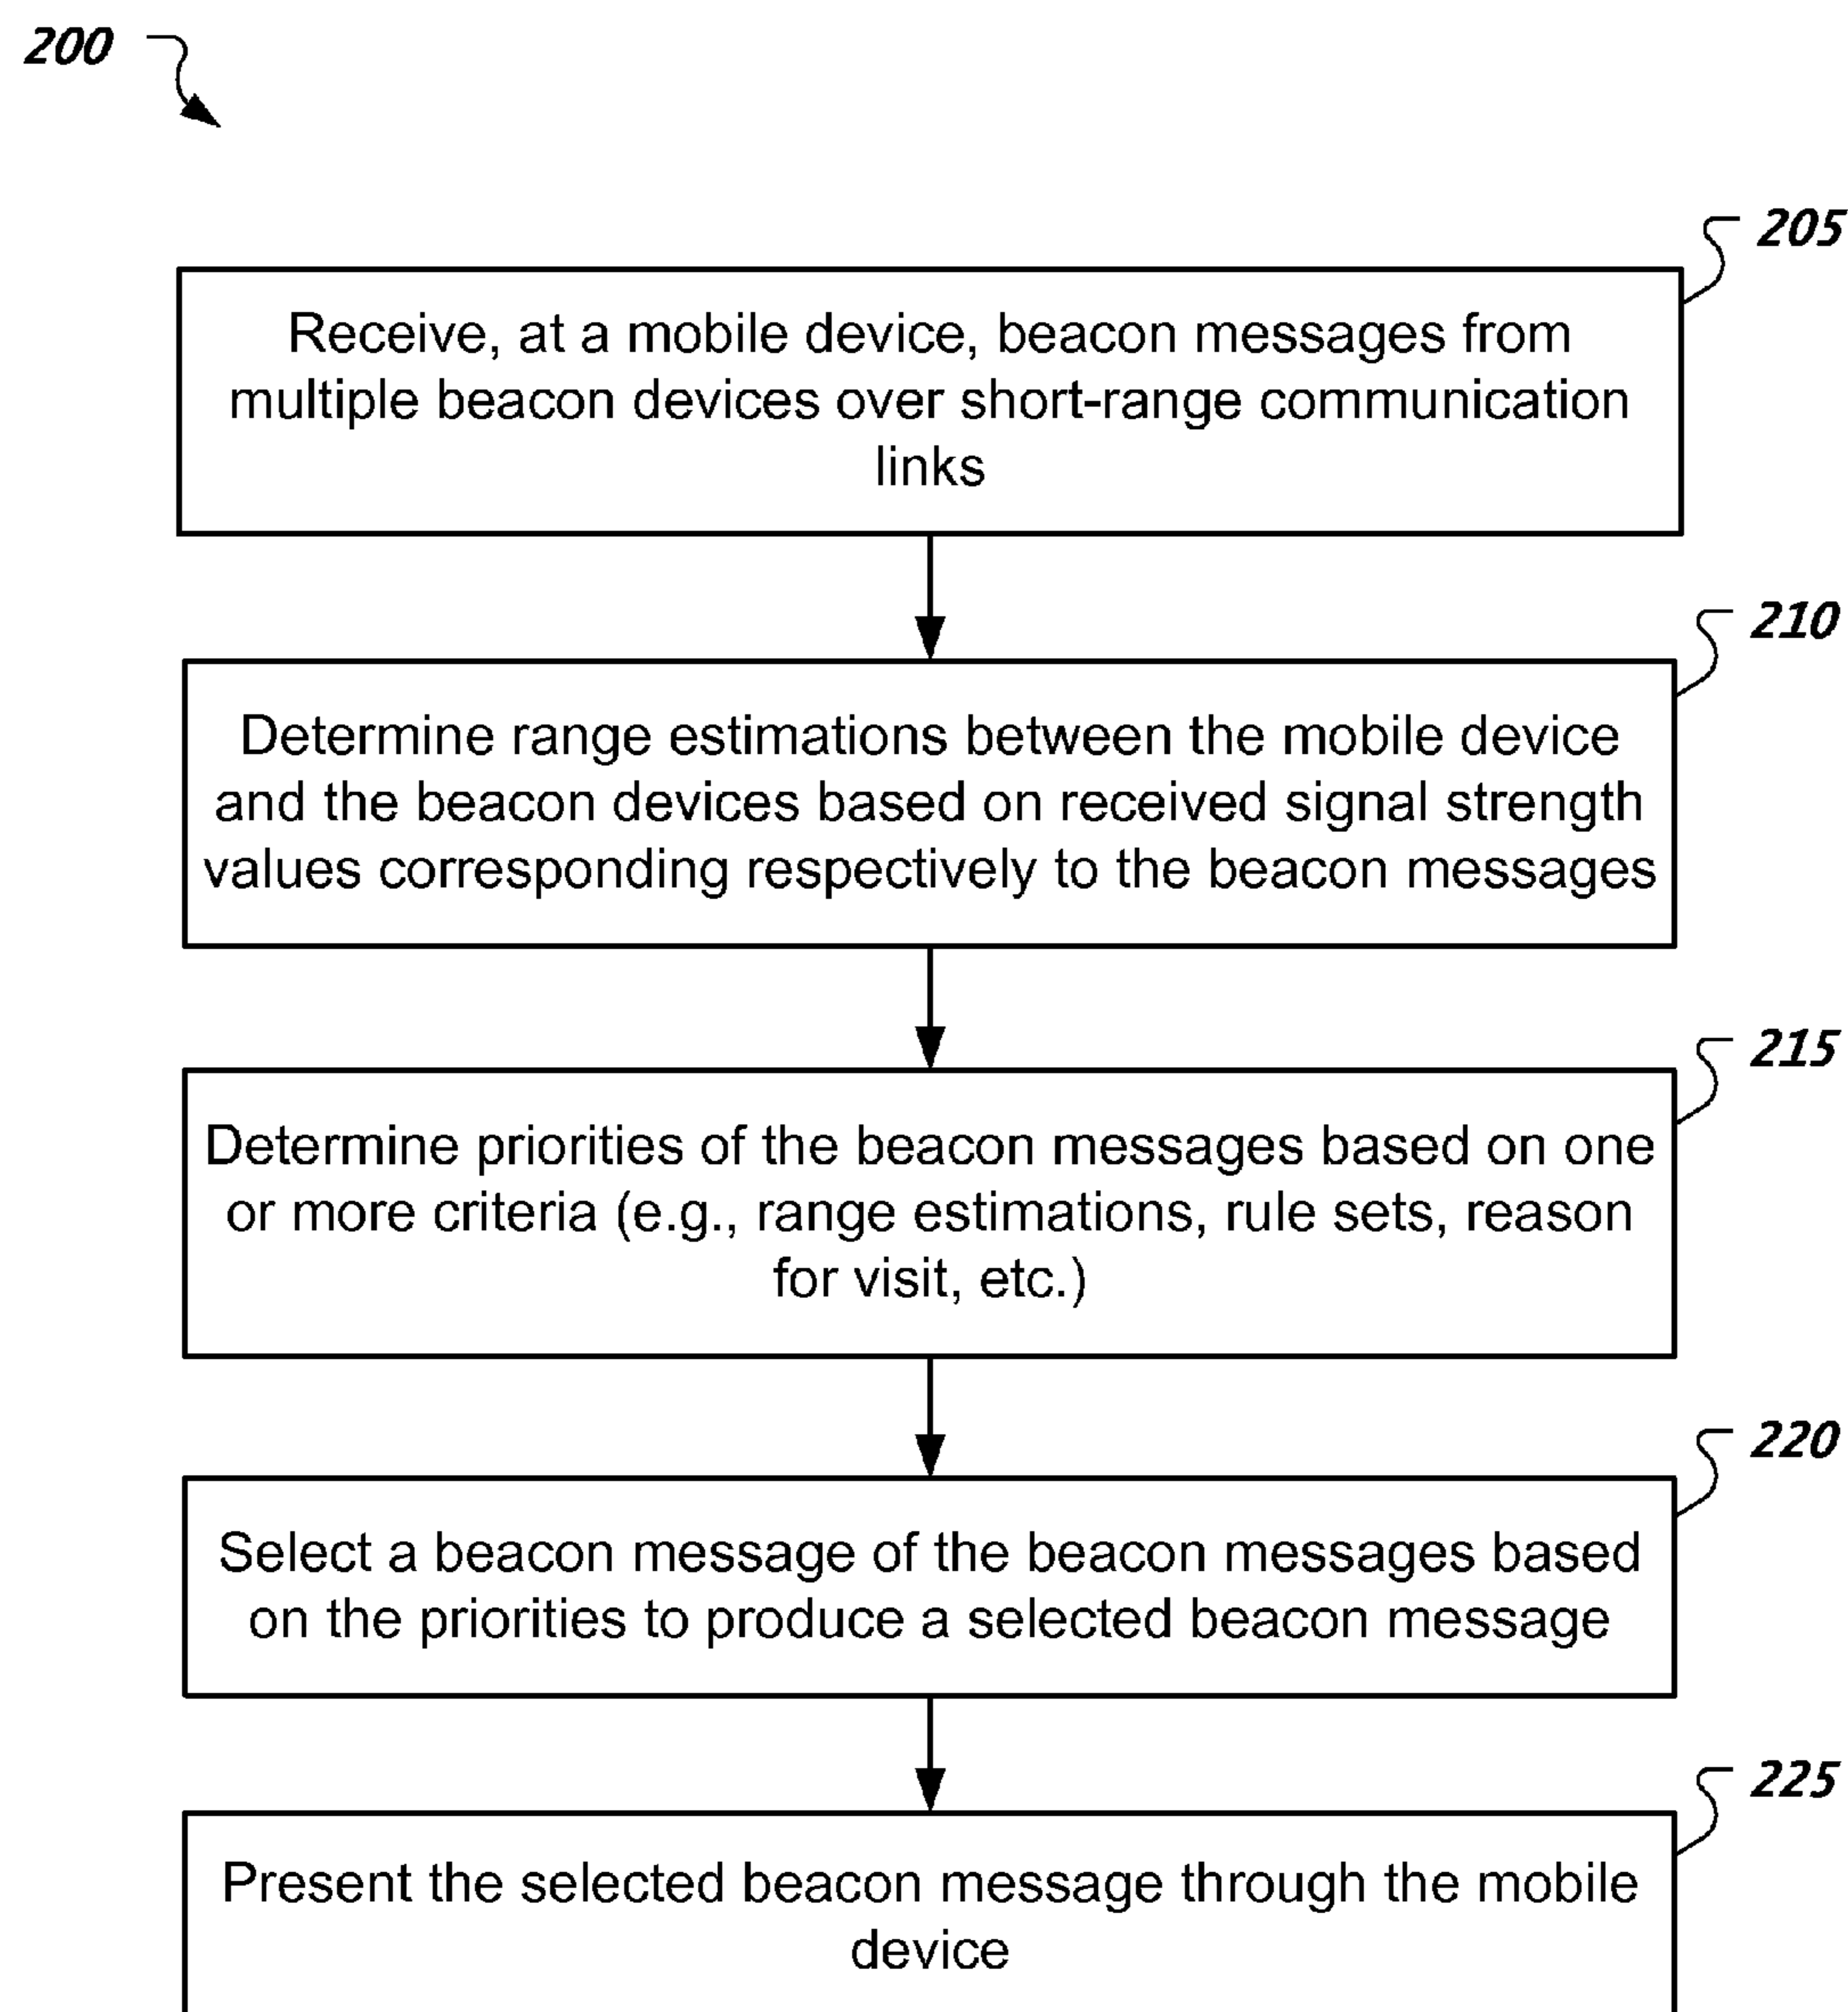 200
205
Receive, at a mobile device, beacon messages from
multiple beacon devices over short-range communication
links
210
Determine range estimations between the mobile device
and the beacon devices based on received signal strength
values corresponding respectively to the beacon messages
215
Determine priorities of the beacon messages based on one
or more criteria (e.g., range estimations, rule sets, reason
for visit, etc.)
220
Select a beacon message of the beacon messages based
on the priorities to produce a selected beacon message
225
Present the selected beacon message through the mobile
device